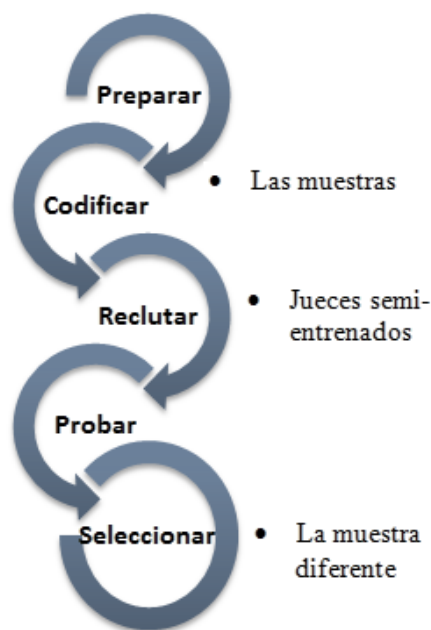 Preparar
Codificar
• Las muestras
Reclutar
• Jueces semi-
entrenados
Probar
Seleccionar
• La muestra
diferente